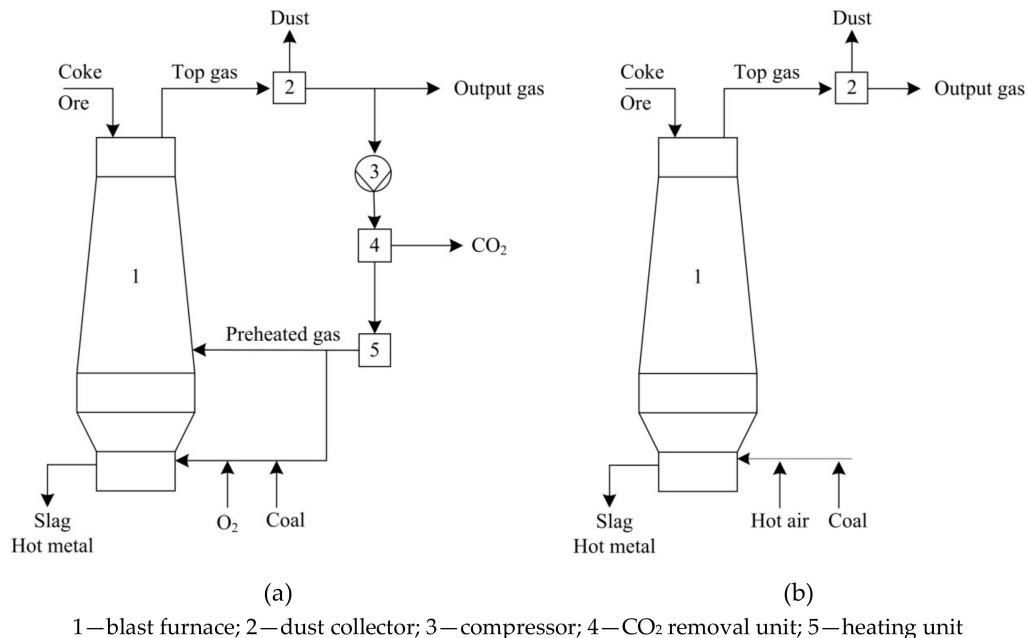 Dust
Coke
Ore
Top gas
2
Output gas
3
4
CO₂
1
Preheated gas
5
O₂
Coal
Slag
Hot metal
(a)
Dust
Coke
Ore
Top gas
2
Output gas
1
Hot air
Coal
Slag
Hot metal
(b)
1—blast furnace; 2—dust collector; 3—compressor; 4—CO₂ removal unit; 5—heating unit